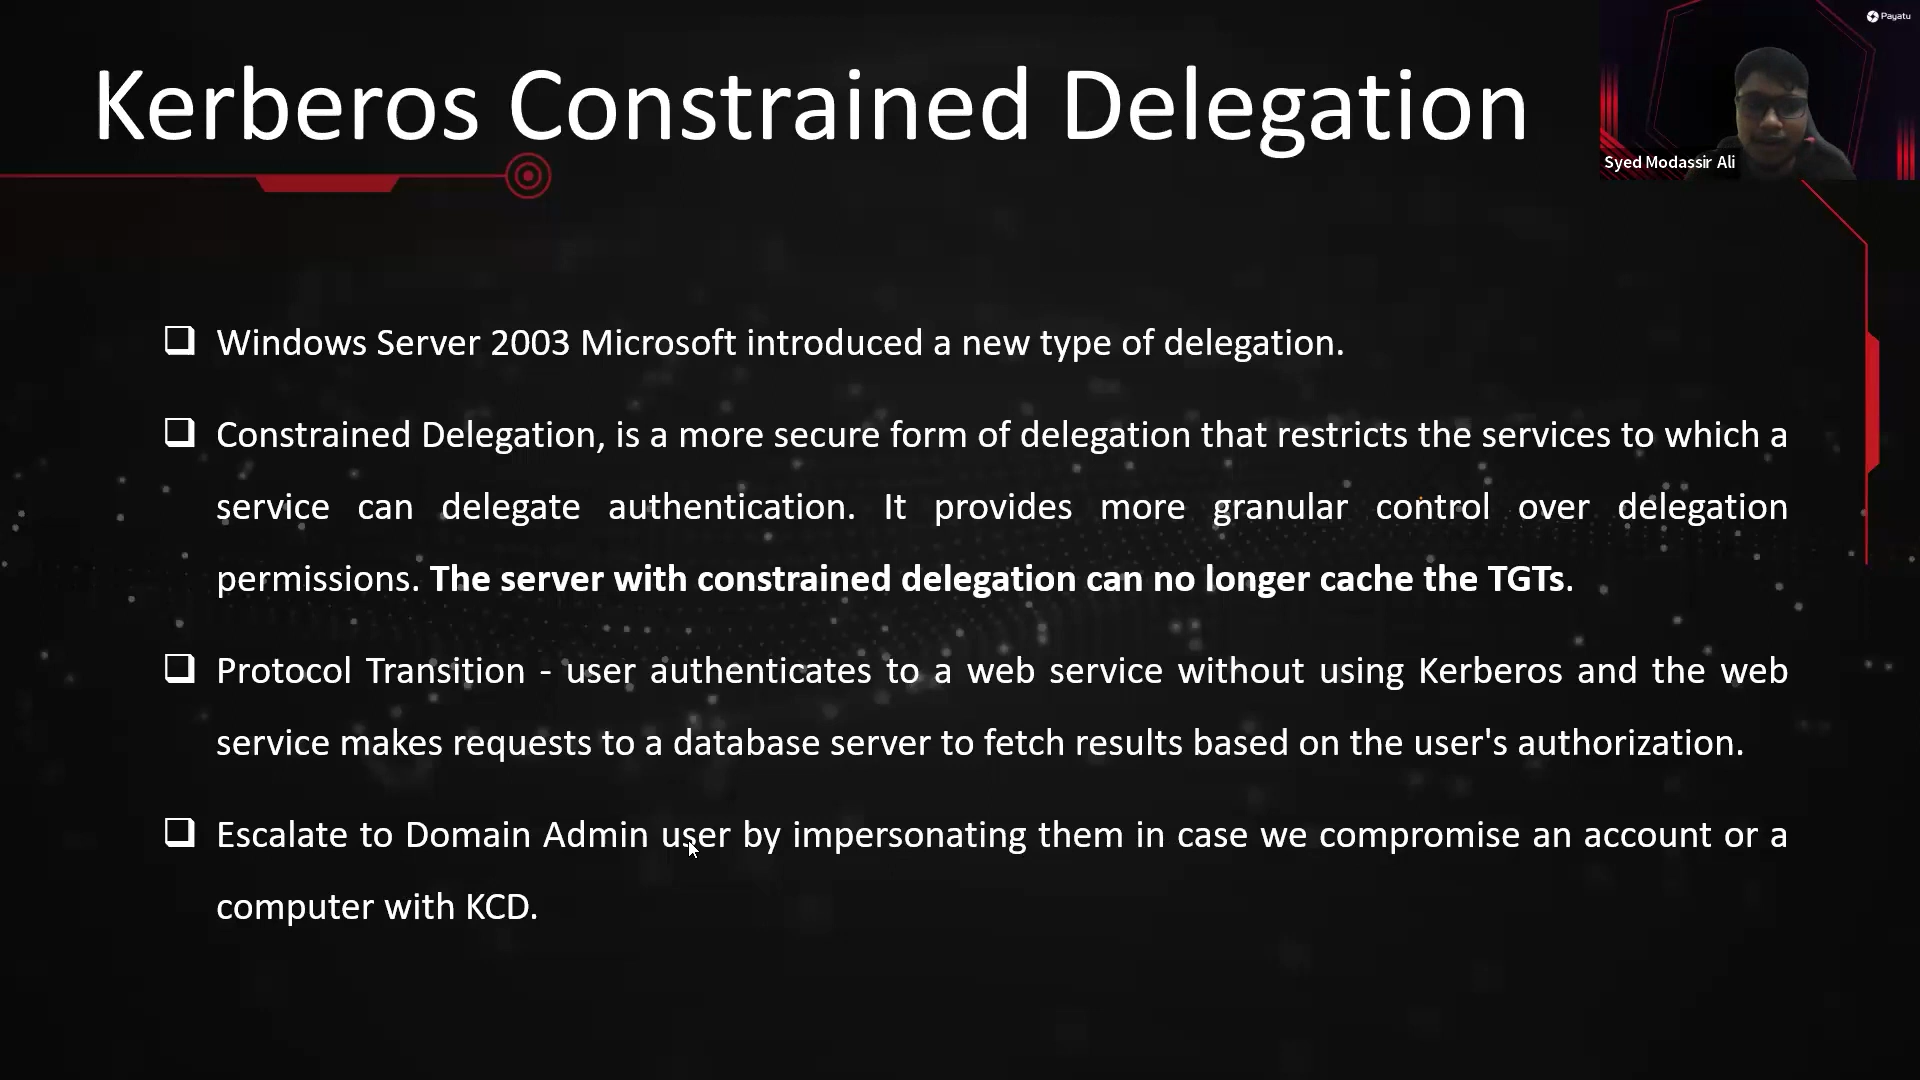 Payatu
Kerberos Constrained Delegation
Syed Modassir Ali
Windows Server 2003 Microsoft introduced a new type of delegation.
Constrained Delegation, is a more secure form of delegation that restricts the services to which a
service can delegate authentication. It provides more granular control over delegation
permissions. The server with constrained delegation can no longer cache the TGTs.
Protocol Transition - user authenticates to a web service without using Kerberos and the web
service makes requests to a database server to fetch results based on the user's authorization.
Escalate to Domain Admin user by impersonating them in case we compromise an account or a
computer with KCD.